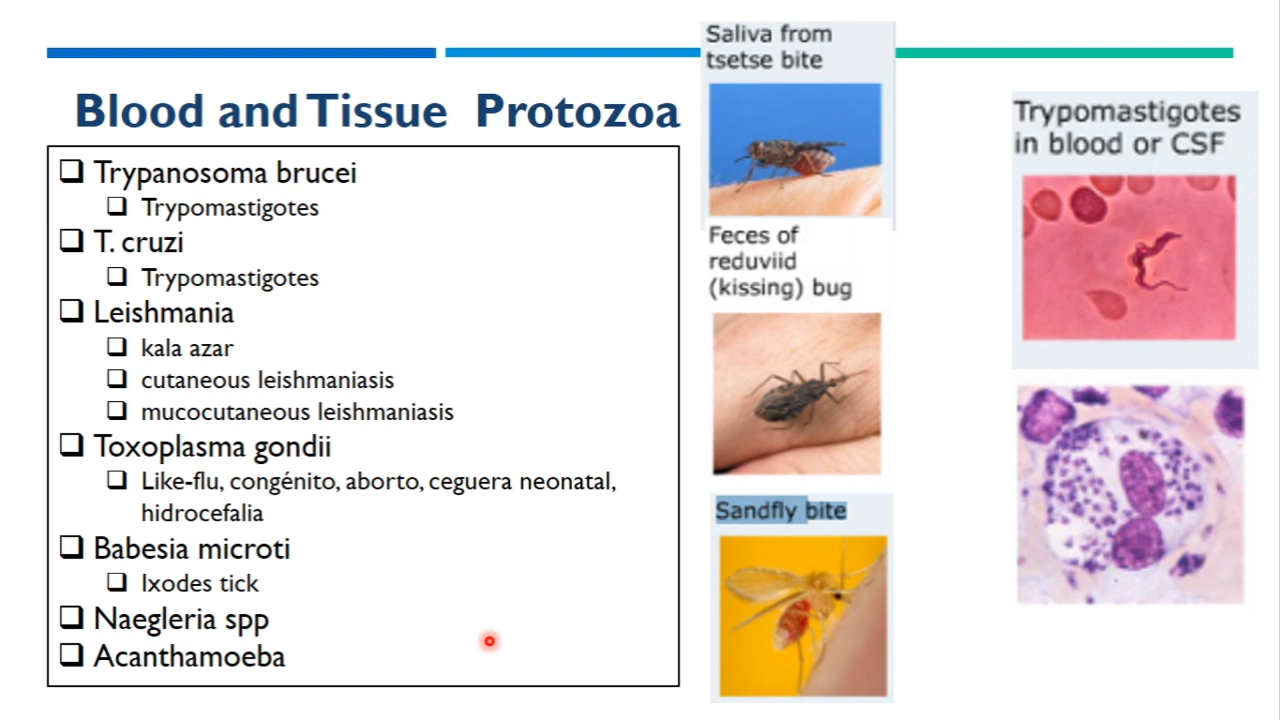 Blood and Tissue Protozoa
Trypanosoma brucei
Trypomastigotes
T. cruzi
Trypomastigotes
Leishmania
kala azar
cutaneous leishmaniasis
mucocutaneous leishmaniasis
Toxoplasma gondii
Like-flu, congénito, aborto, ceguera neonatal,
hidrocefalia
Babesia microti
Ixodes tick
Naegleria spp
Acanthamoeba
Saliva from
tsetse bite
Feces of
reduviid
(kissing) bug
Sandfly bite
Trypomastigotes
in blood or CSF